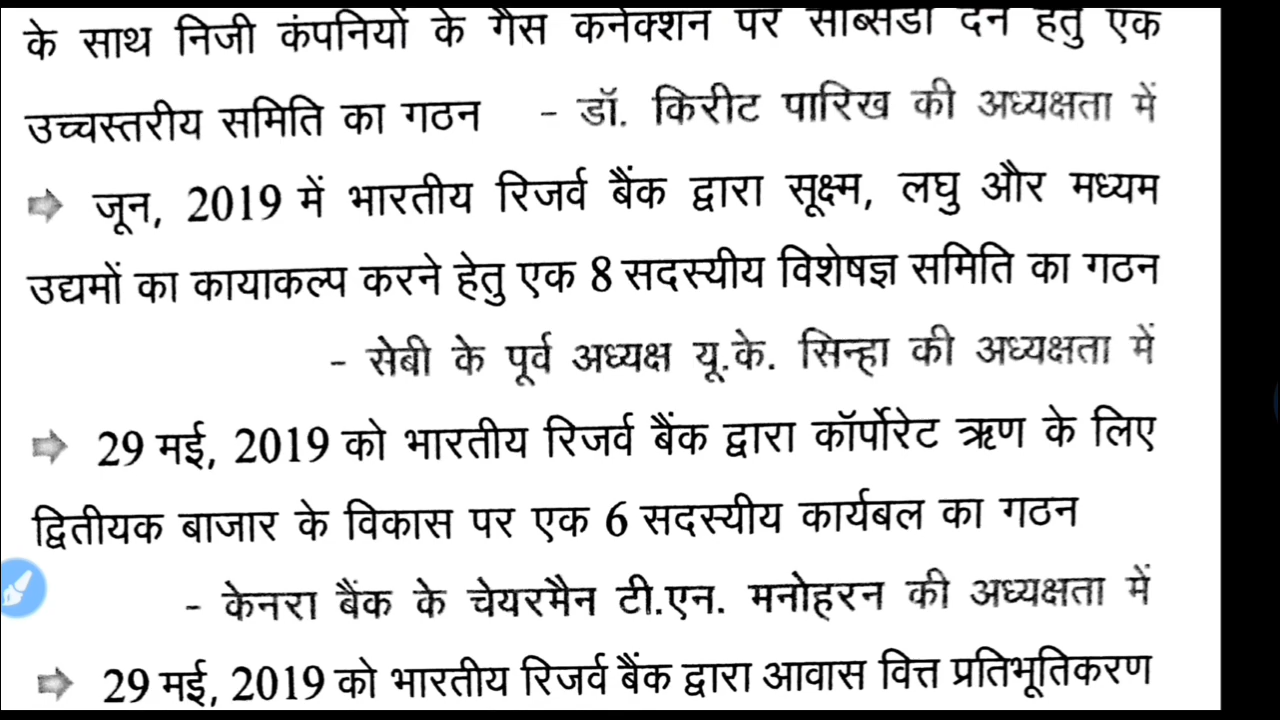 के साथ निजी कंपनियों के गैस कनेक्शन पर सब्सिडी देने हेतु एक
उच्चस्तरीय समिति का गठन - डॉ. किरीट पारिख की अध्यक्षता में
⇨ जून, 2019 में भारतीय रिजर्व बैंक द्वारा सूक्ष्म, लघु और मध्यम
उद्यमों का कायाकल्प करने हेतु एक 8 सदस्यीय विशेषज्ञ समिति का गठन
- सेबी के पूर्व अध्यक्ष यू.के. सिन्हा की अध्यक्षता में
⇨ 29 मई, 2019 को भारतीय रिजर्व बैंक द्वारा कॉर्पोरेट ऋण के लिए
द्वितीयक बाजार के विकास पर एक 6 सदस्यीय कार्यबल का गठन
- केनरा बैंक के चेयरमैन टी.एन. मनोहरन की अध्यक्षता में
⇨ 29 मई, 2019 को भारतीय रिजर्व बैंक द्वारा आवास वित्त प्रतिभूतिकरण